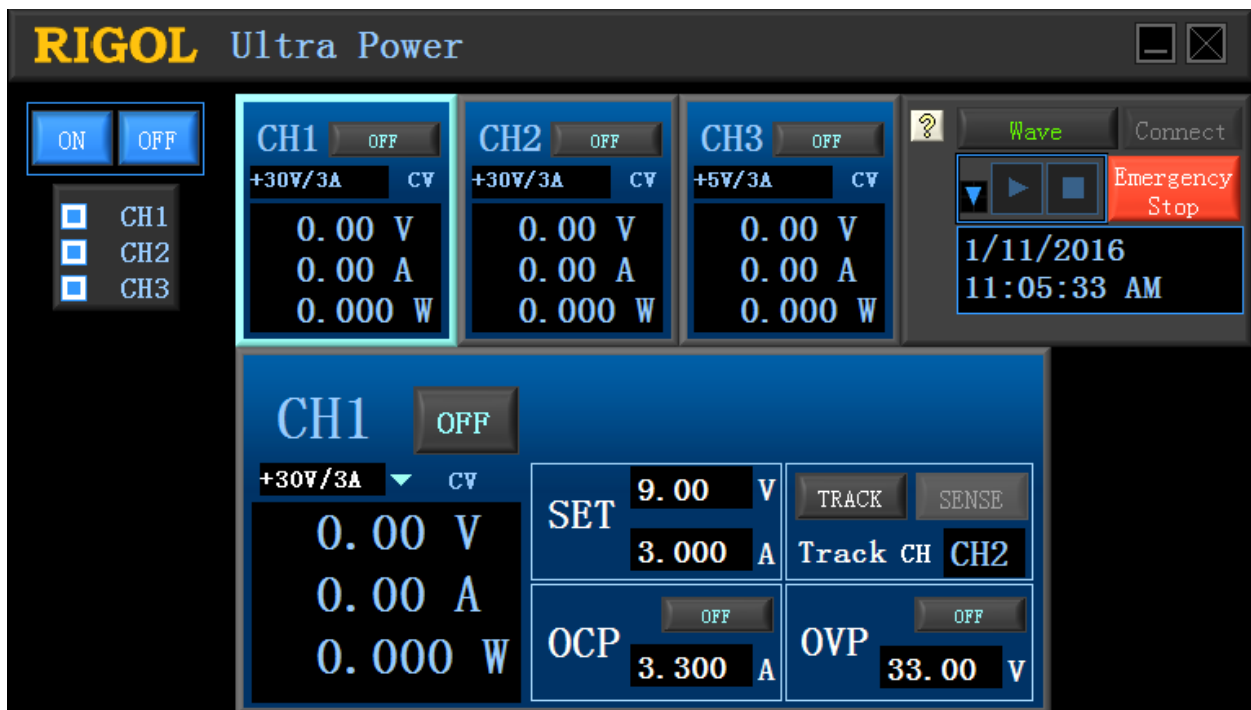 RIGOL Ultra Power
ON OFF
CH1
CH2
CH3
CH1 OFF
+30V/3A CV
0.00 V
0.00 A
0.000 W
CH2 OFF
+30V/3A CV
0.00 V
0.00 A
0.000 W
CH3 OFF
+5V/3A CV
0.00 V
0.00 A
0.000 W
? Wave Connect
Emergency
Stop
1/11/2016
11:05:33 AM
CH1 OFF
+30V/3A CV
0.00 V
0.00 A
0.000 W
SET 9.00 V
3.000 A
TRACK SENSE
Track CH CH2
OCP OFF
3.300 A
OVP OFF
33.00 V